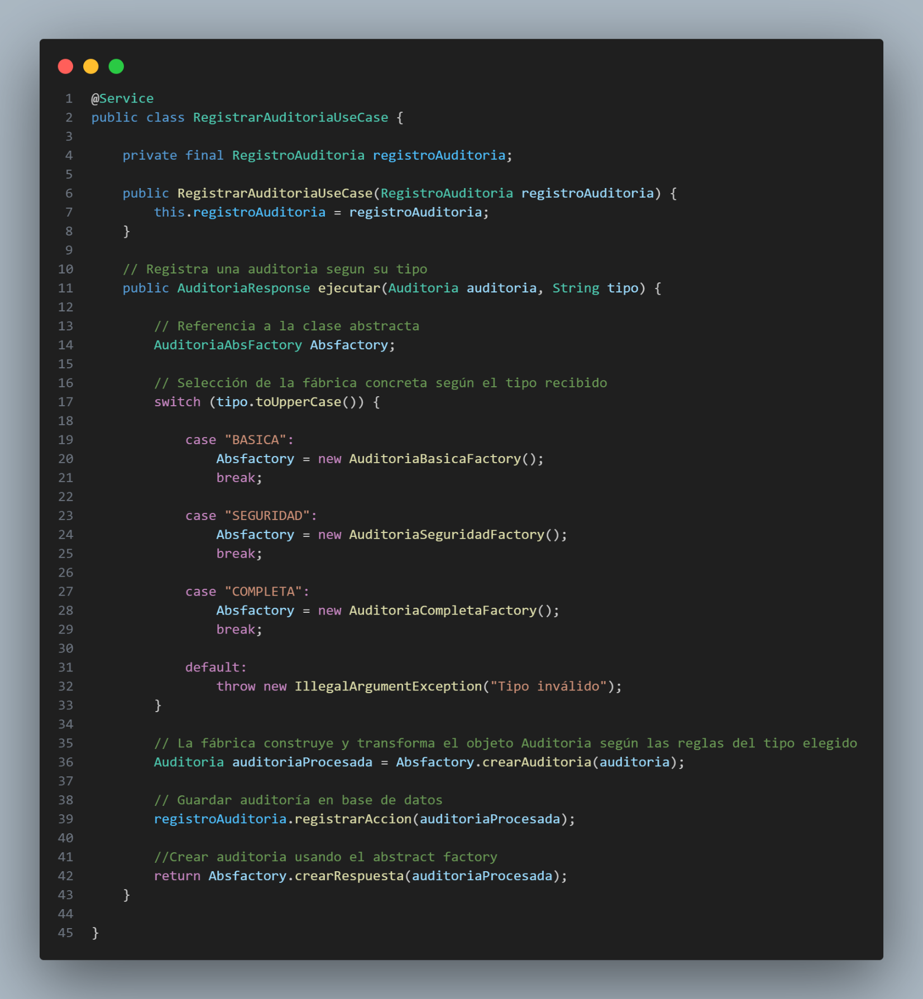 1 @Service
2 public class RegistrarAuditoriaUseCase {
3
4     private final RegistroAuditoria registroAuditoria;
5
6     public RegistrarAuditoriaUseCase(RegistroAuditoria registroAuditoria) {
7         this.registroAuditoria = registroAuditoria;
8     }
9
10     // Registra una auditoria segun su tipo
11     public AuditoriaResponse ejecutar(Auditoria auditoria, String tipo) {
12
13         // Referencia a la clase abstracta
14         AuditoriaAbsFactory Absfactory;
15
16         // Selección de la fábrica concreta según el tipo recibido
17         switch (tipo.toUpperCase()) {
18
19             case "BASICA":
20                 Absfactory = new AuditoriaBasicaFactory();
21                 break;
22
23             case "SEGURIDAD":
24                 Absfactory = new AuditoriaSeguridadFactory();
25                 break;
26
27             case "COMPLETA":
28                 Absfactory = new AuditoriaCompletaFactory();
29                 break;
30
31             default:
32                 throw new IllegalArgumentException("Tipo inválido");
33         }
34
35         // La fábrica construye y transforma el objeto Auditoria según las reglas del tipo elegido
36         Auditoria auditoriaProcesada = Absfactory.crearAuditoria(auditoria);
37
38         // Guardar auditoría en base de datos
39         registroAuditoria.registrarAccion(auditoriaProcesada);
40
41         //Crear auditoria usando el abstract factory
42         return Absfactory.crearRespuesta(auditoriaProcesada);
43     }
44
45 }